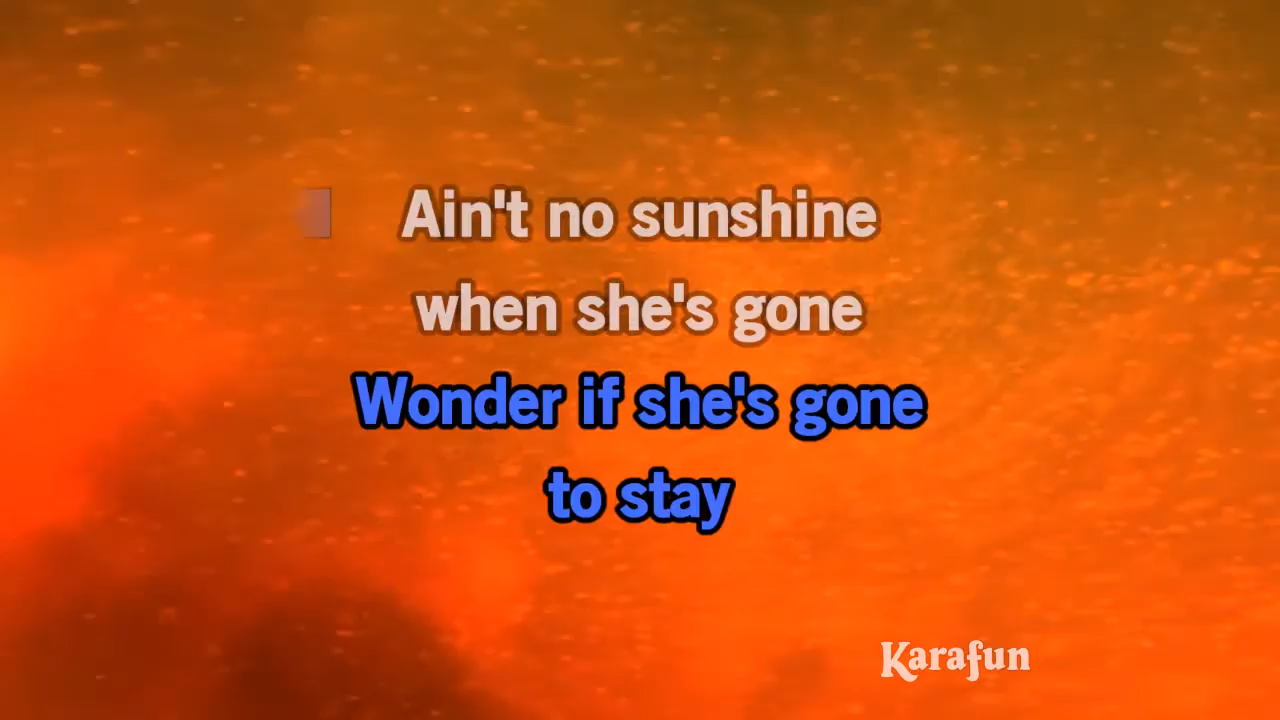 Ain't no sunshine
when she's gone
Wonder if she's gone
to stay
Karafun